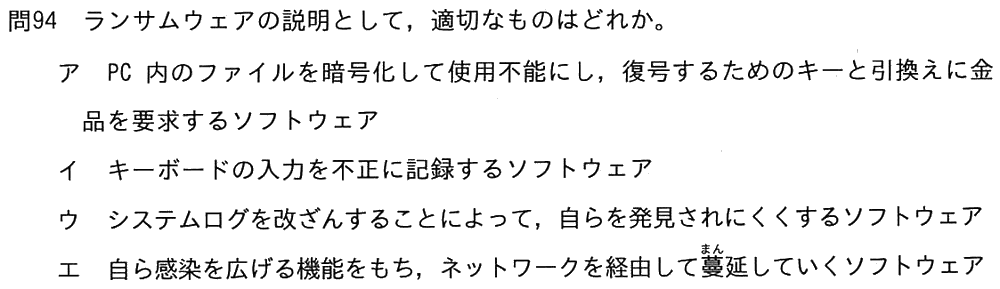 問94　ランサムウェアの説明として，適切なものはどれか。
ア　PC 内のファイルを暗号化して使用不能にし，復号するためのキーと引換えに金
品を要求するソフトウェア
イ　キーボードの入力を不正に記録するソフトウェア
ウ　システムログを改ざんすることによって，自らを発見されにくくするソフトウェア
まん
エ　自ら感染を広げる機能をもち，ネットワークを経由して蔓延していくソフトウェア